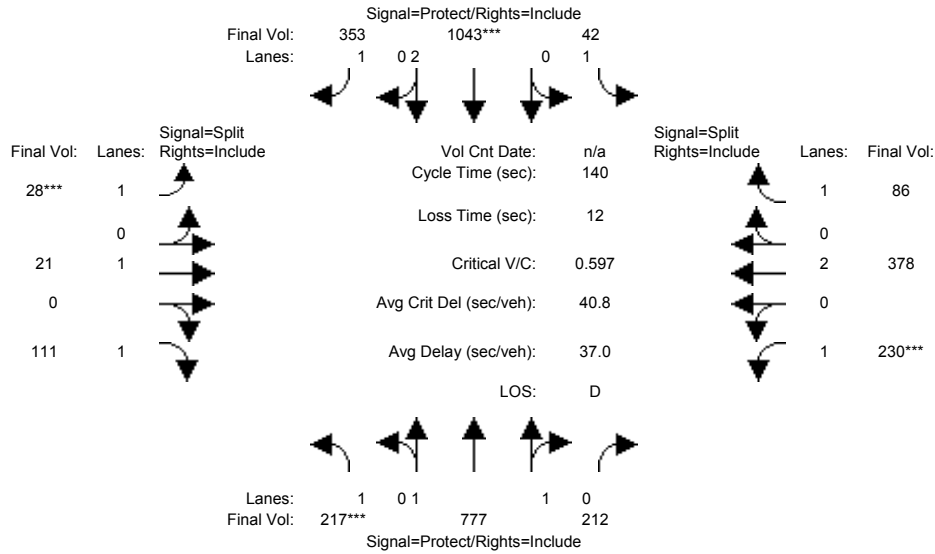 Signal=Protect/Rights=Include
Final Vol: 353 1043*** 42
Lanes: 1 0 2 0 1
Signal=Split Signal=Split
Final Vol: Lanes: Rights=Include Vol Cnt Date: n/a Rights=Include Lanes: Final Vol:
Cycle Time (sec): 140
28*** 1 1 86
Loss Time (sec): 12
0 0
21 1 Critical V/C: 0.597 2 378
0 Avg Crit Del (sec/veh): 40.8 0
111 1 Avg Delay (sec/veh): 37.0 1 230***
LOS: D
Lanes: 1 0 1 1 0
Final Vol: 217*** 777 212
Signal=Protect/Rights=Include